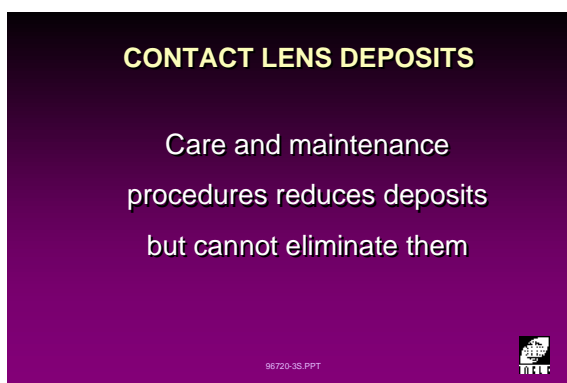 CONTACT LENS DEPOSITS
Care and maintenance
procedures reduces deposits
but cannot eliminate them
96720-3S.PPT